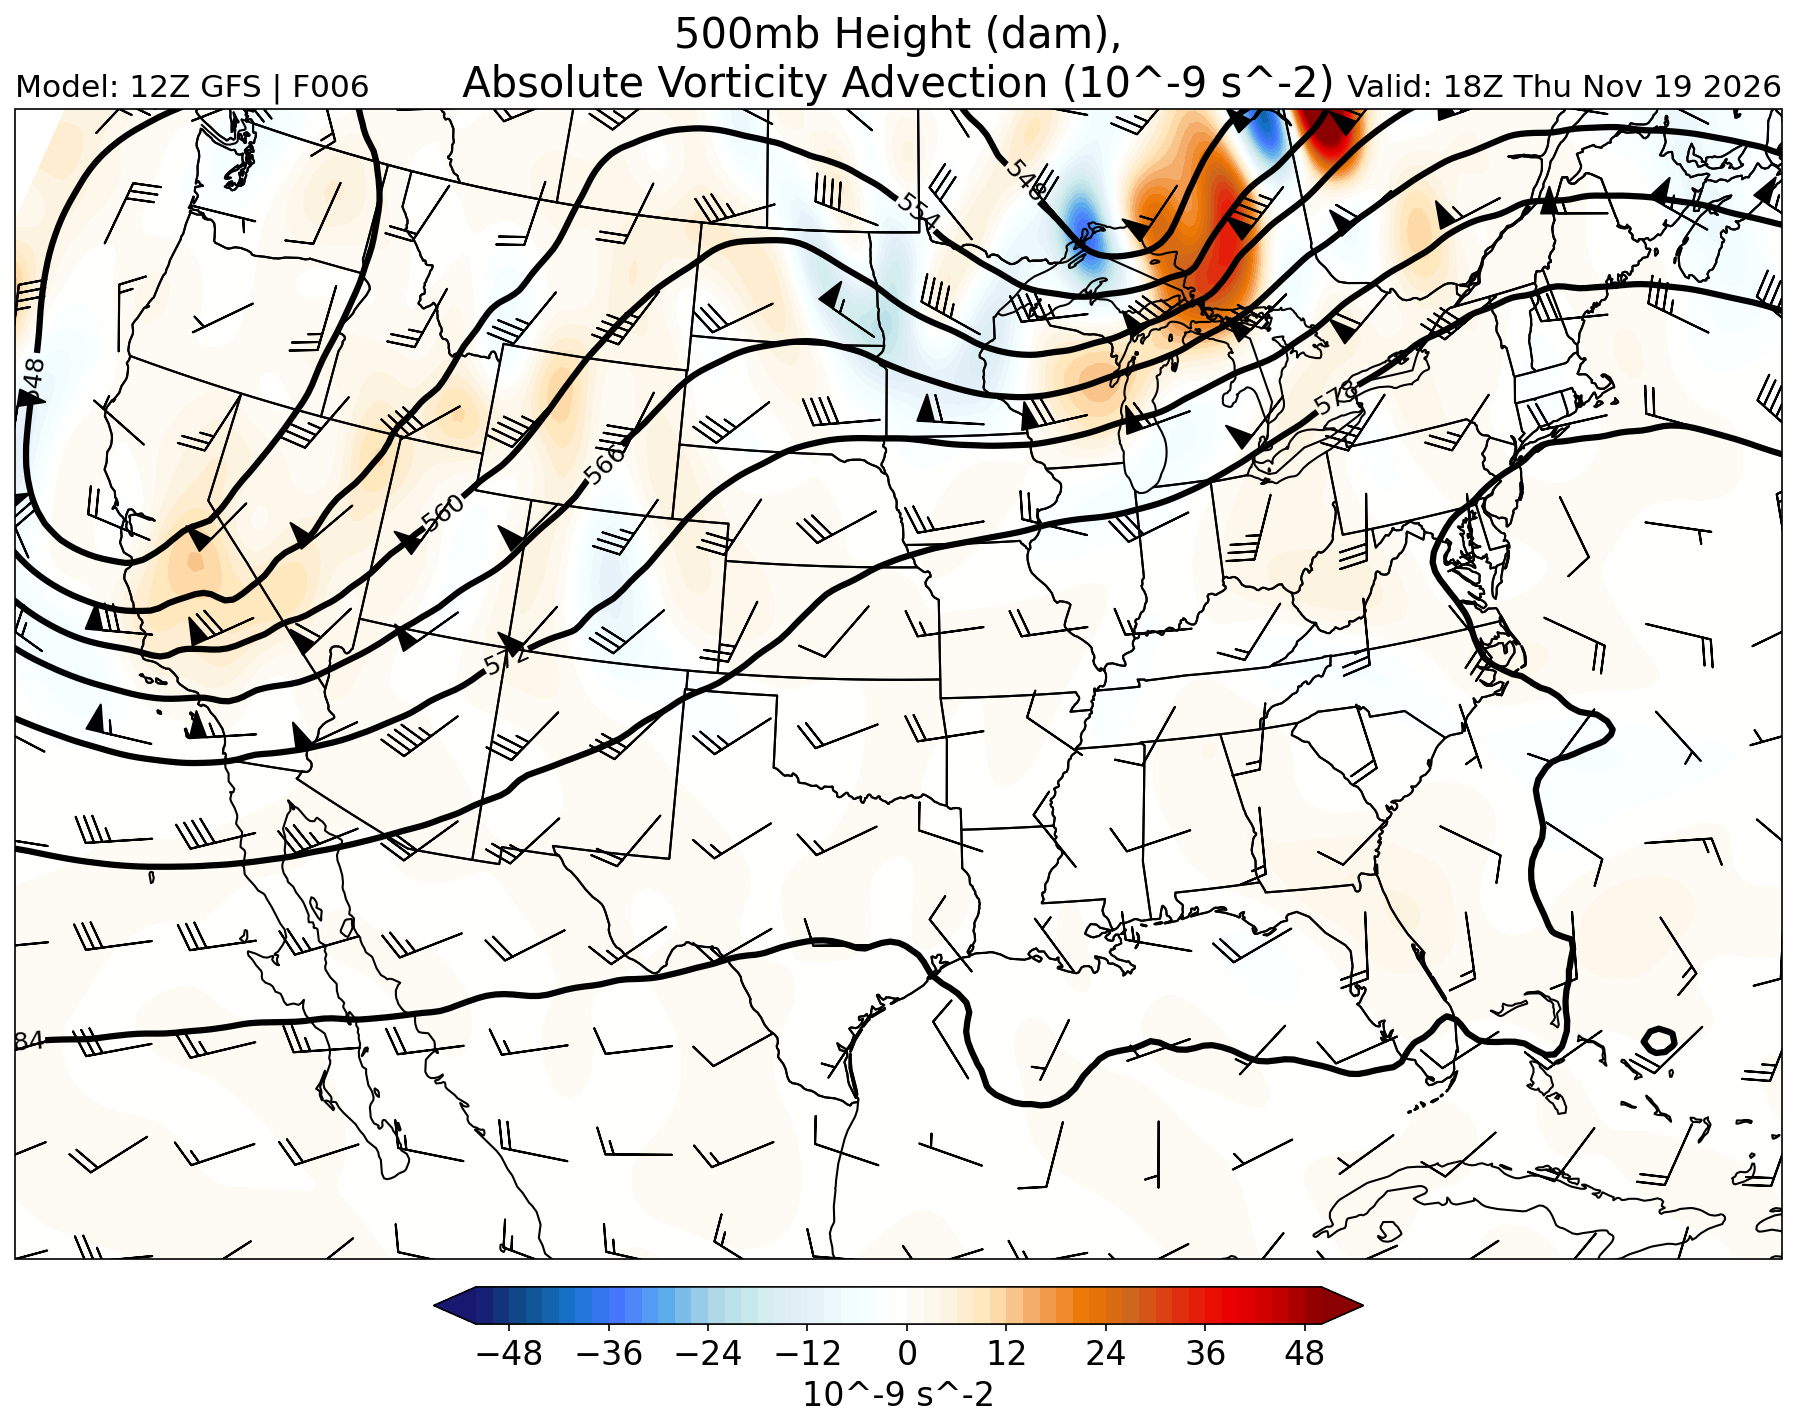 500mb Height (dam),
Model: 12Z GFS | F006
Absolute Vorticity Advection (10^-9 s^-2)
Valid: 18Z Thu Nov 19 2026
548
554
548
578
566
560
572
84
−48 −36 −24 −12 0 12 24 36 48
10^-9 s^-2